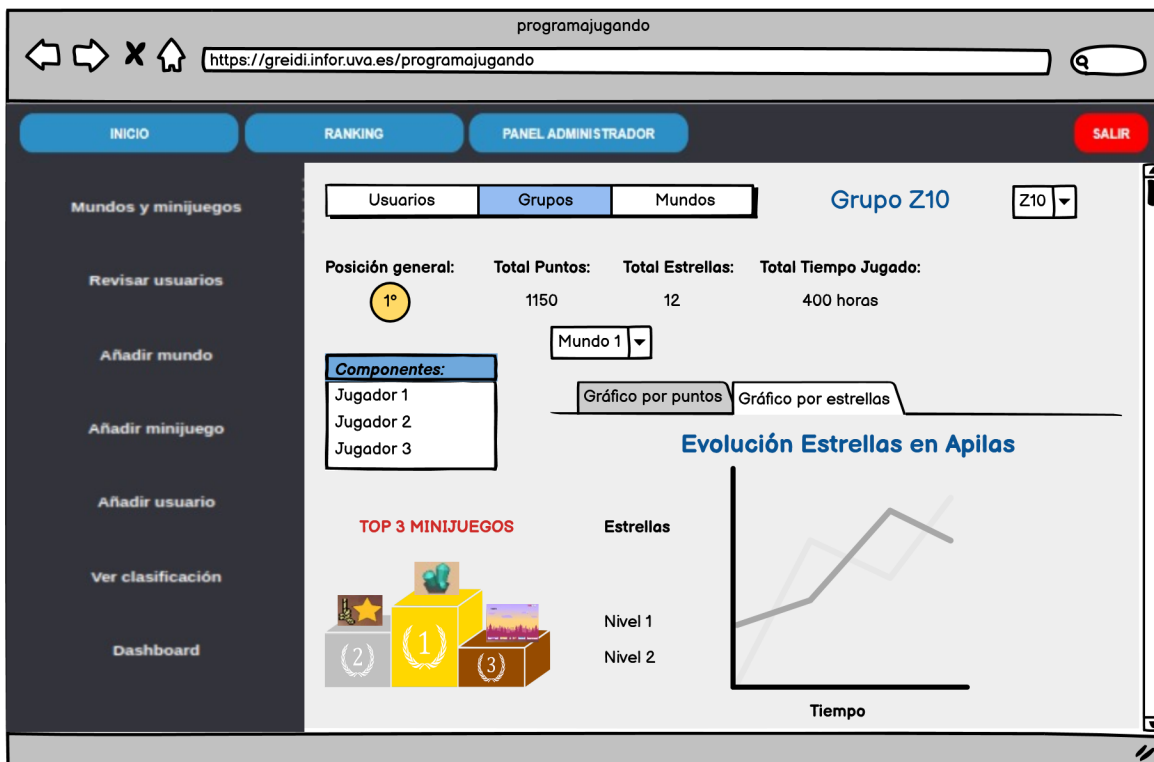 programajugando
https://greidi.infor.uva.es/programajugando
INICIO
RANKING
PANEL ADMINISTRADOR
SALIR
Mundos y minijuegos
Revisar usuarios
Añadir mundo
Añadir minijuego
Añadir usuario
Ver clasificación
Dashboard
Usuarios
Grupos
Mundos
Grupo Z10
Z10
Posición general:
Total Puntos:
Total Estrellas:
Total Tiempo Jugado:
1º
1150
12
400 horas
Mundo 1
Componentes:
Jugador 1
Jugador 2
Jugador 3
Gráfico por puntos
Gráfico por estrellas
Evolución Estrellas en Apilas
TOP 3 MINIJUEGOS
(2)
(1)
(3)
Estrellas
Nivel 1
Nivel 2
Tiempo